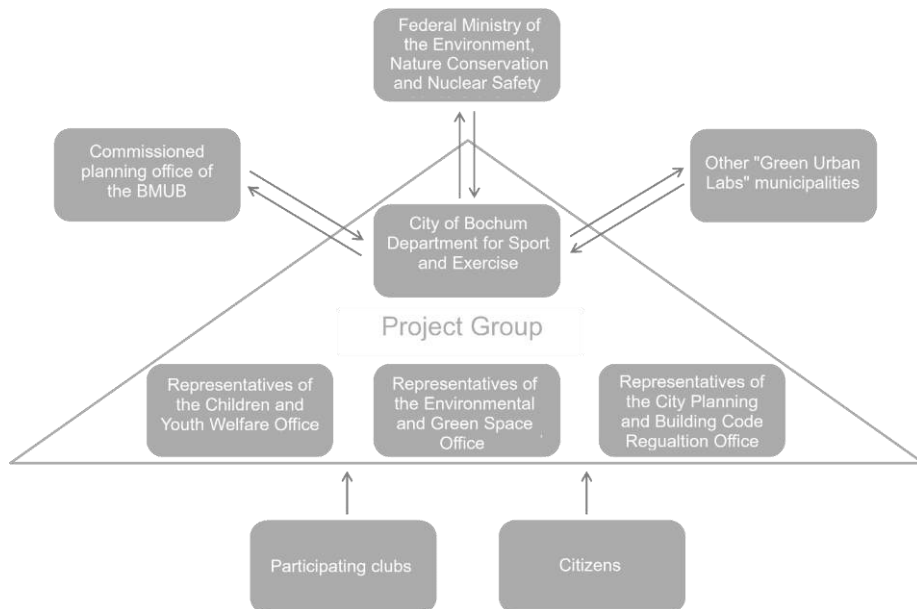 Federal Ministry of
the Environment,
Nature Conservation
and Nuclear Safety
Commissioned
planning office of
the BMUB
Other "Green Urban
Labs" municipalities
City of Bochum
Department for Sport
and Exercise
Project Group
Representatives of
the Children and
Youth Welfare Office
Representatives of
the Environmental
and Green Space
Office
Representatives of
the City Planning
and Building Code
Regualtion Office
Participating clubs
Citizens